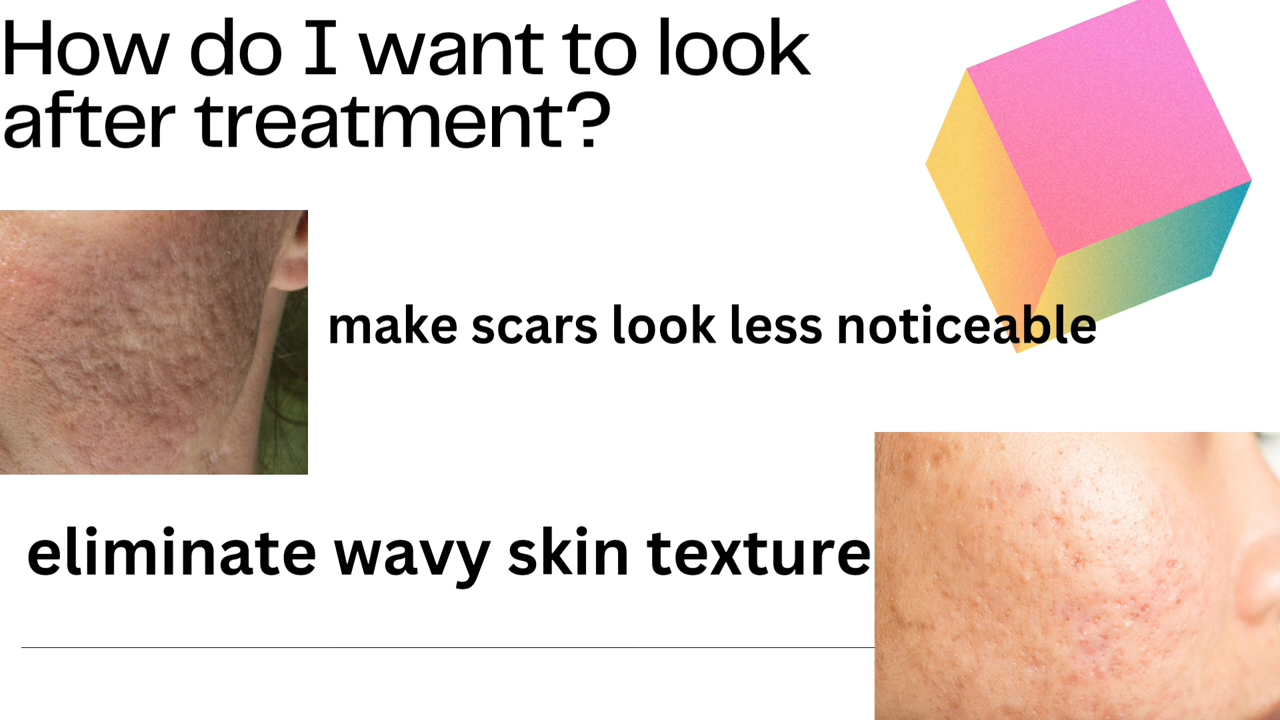 How do I want to look
after treatment?
make scars look less noticeable
eliminate wavy skin texture